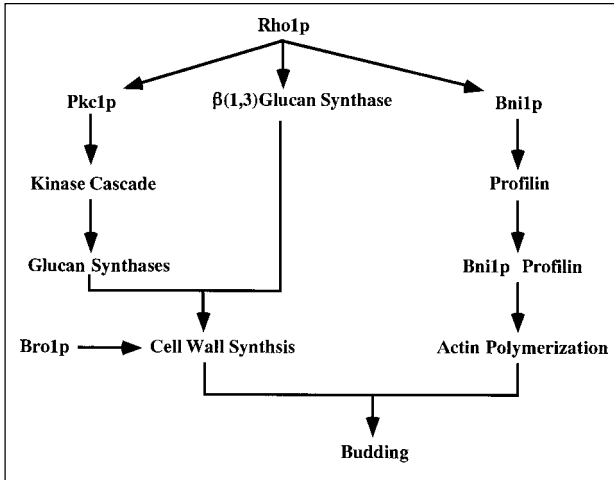 Rho1p
Pkc1p
β(1,3)Glucan Synthase
Bni1p
Kinase Cascade
Profilin
Glucan Synthases
Bni1p Profilin
Bro1p
Cell Wall Synthsis
Actin Polymerization
Budding